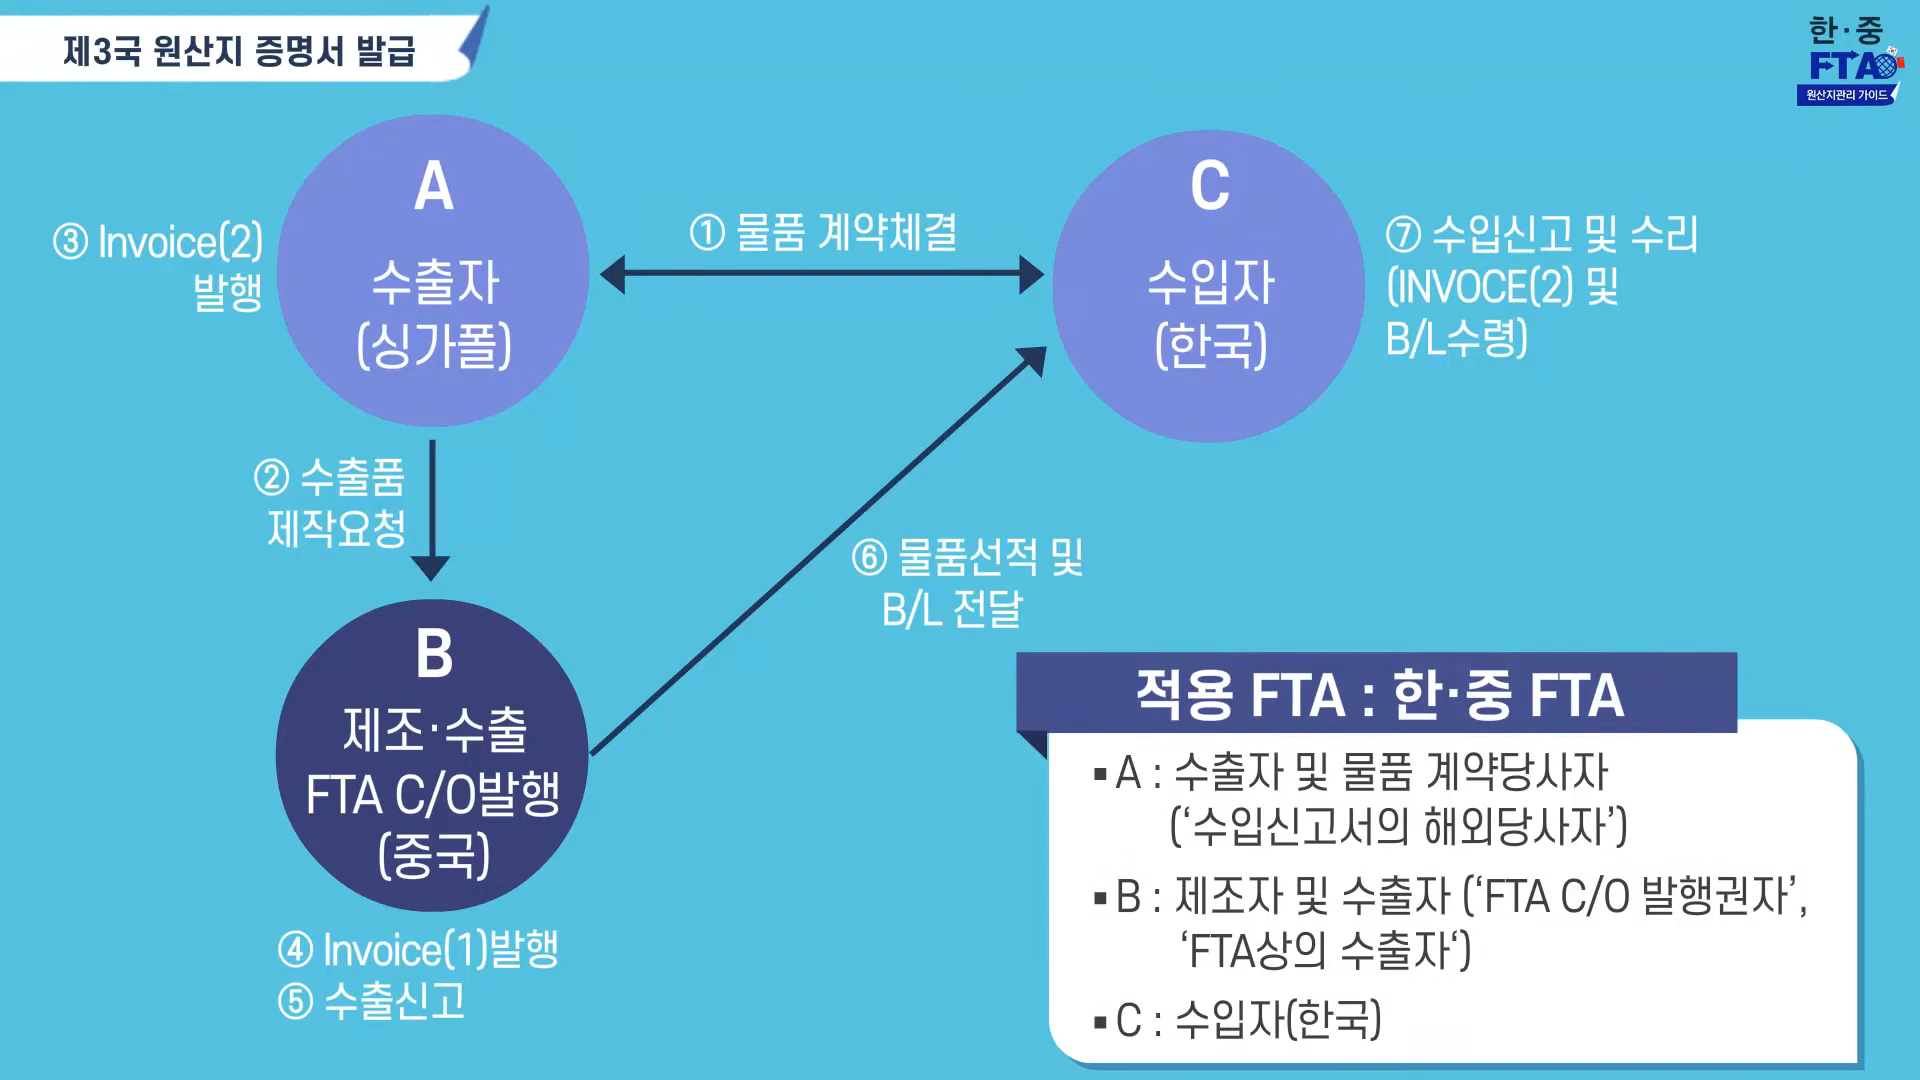 제3국 원산지 증명서 발급
한·중
FTA
원산지관리 가이드
A
수출자
(싱가폴)
③ Invoice(2)
발행
① 물품 계약체결
C
수입자
(한국)
⑦ 수입신고 및 수리
(INVOCE(2) 및
B/L수령)
② 수출품
제작요청
⑥ 물품선적 및
B/L 전달
B
제조·수출
FTA C/O발행
(중국)
④ Invoice(1)발행
⑤ 수출신고
적용 FTA : 한·중 FTA
▪ A : 수출자 및 물품 계약당사자
(‘수입신고서의 해외당사자’)
▪ B : 제조자 및 수출자 (‘FTA C/O 발행권자’,
‘FTA상의 수출자‘)
▪ C : 수입자(한국)